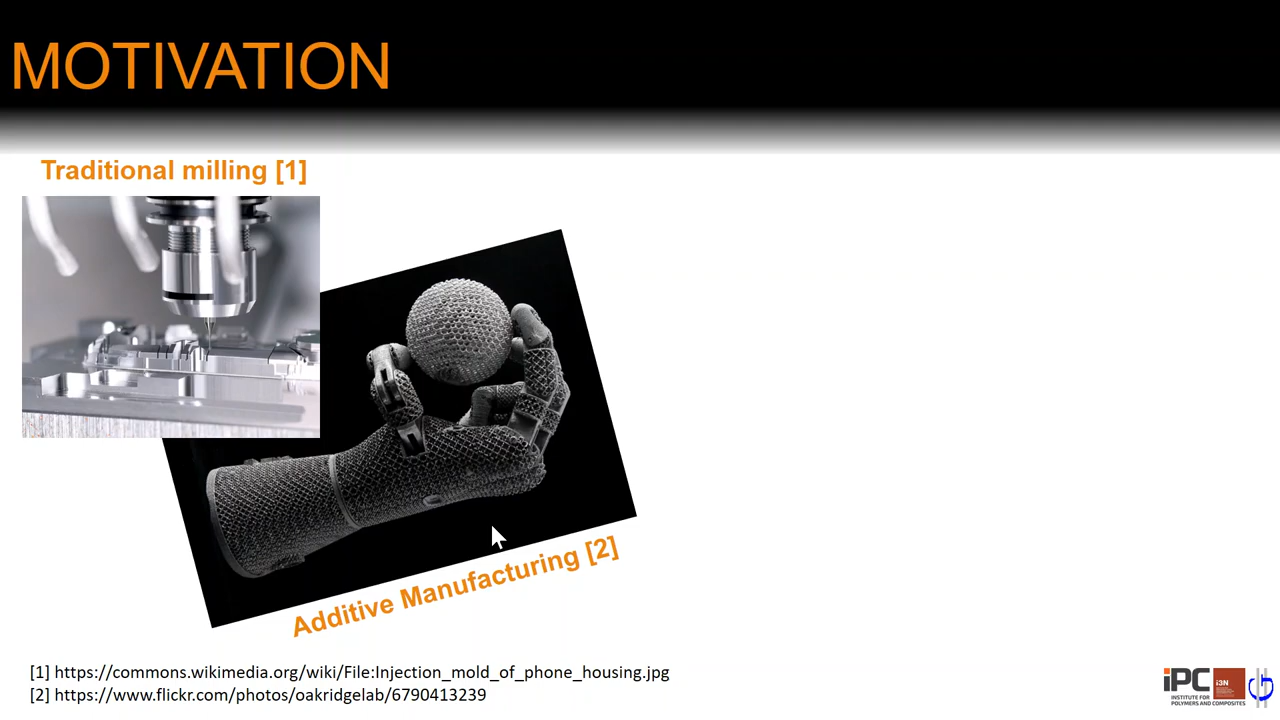 MOTIVATION
Traditional milling [1]
Additive Manufacturing [2]
[1] https://commons.wikimedia.org/wiki/File:Injection_mold_of_phone_housing.jpg
[2] https://www.flickr.com/photos/oakridgelab/6790413239
iPC
INSTITUTE FOR
POLYMERS AND COMPOSITES
i3N